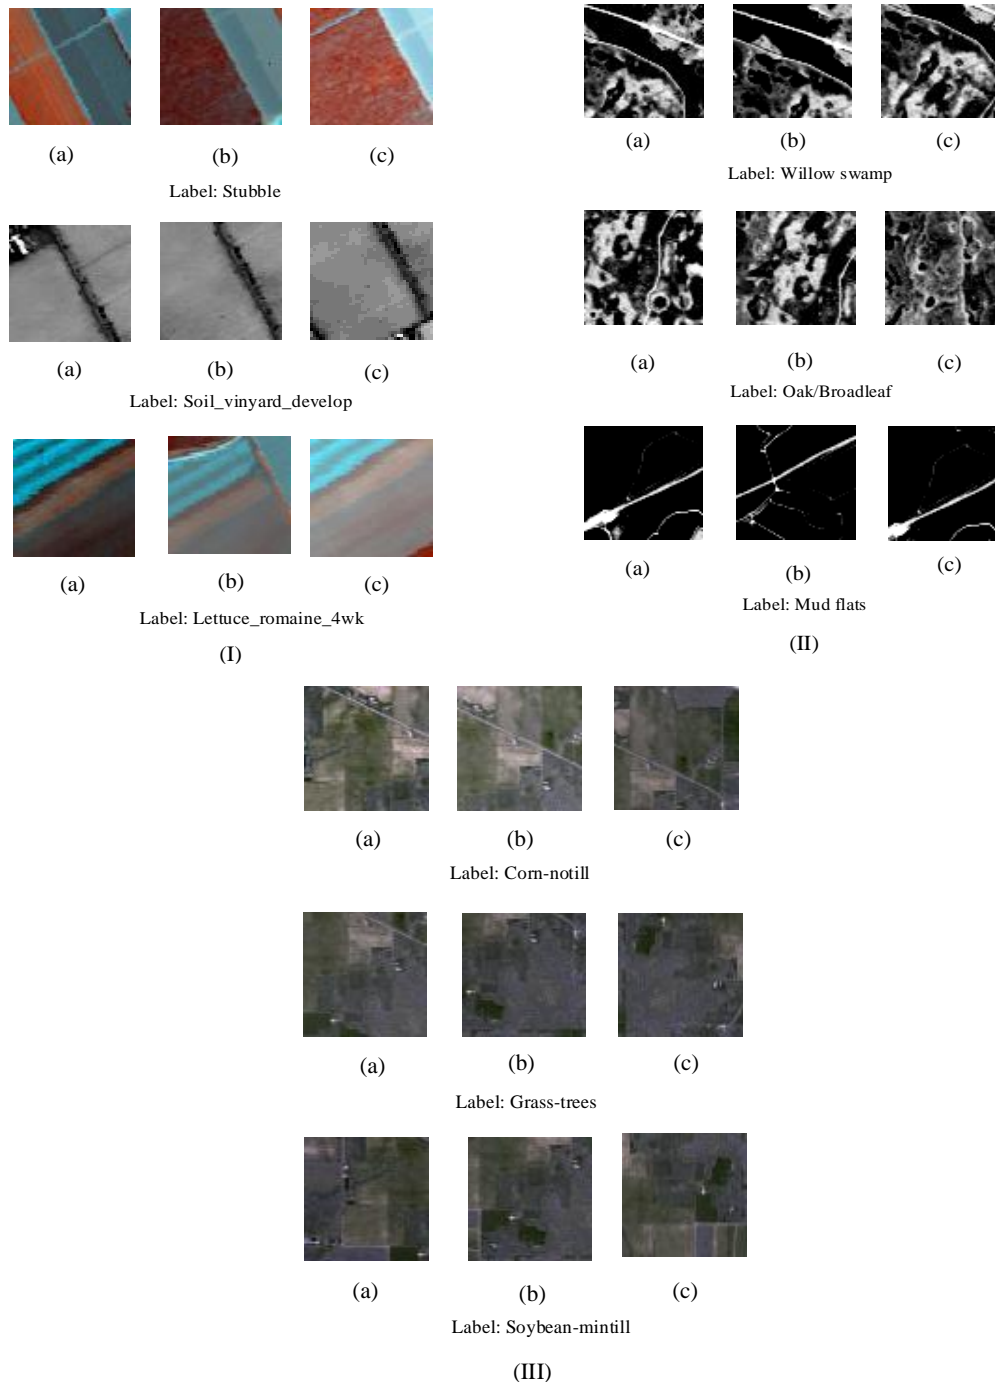 (a) (b) (c)
Label: Stubble
(a) (b) (c)
Label: Soil_vinyard_develop
(a) (b) (c)
Label: Lettuce_romaine_4wk
(I)
(a) (b) (c)
Label: Willow swamp
(a) (b) (c)
Label: Oak/Broadleaf
(a) (b) (c)
Label: Mud flats
(II)
(a) (b) (c)
Label: Corn-notill
(a) (b) (c)
Label: Grass-trees
(a) (b) (c)
Label: Soybean-mintill
(III)